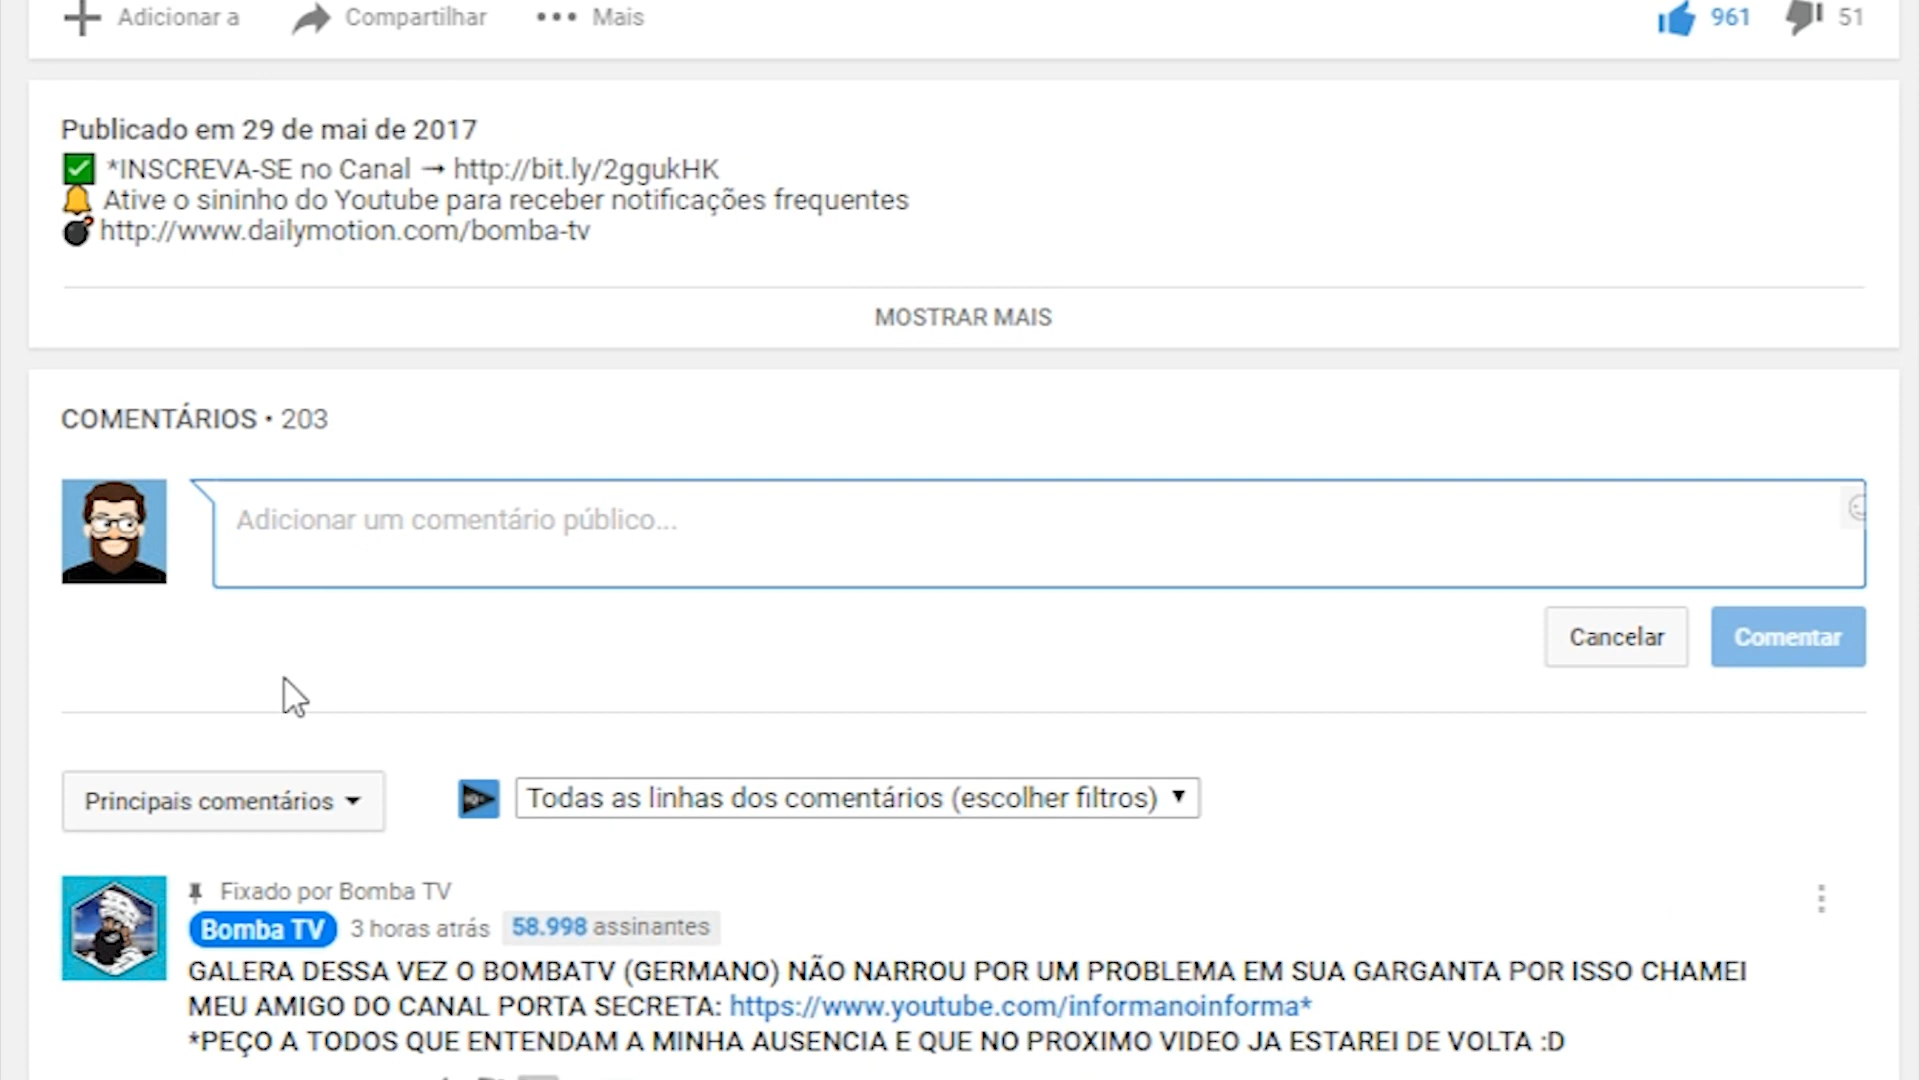 Adicionar a Compartilhar Mais 961 51
Publicado em 29 de mai de 2017
*INSCREVA-SE no Canal → http://bit.ly/2ggukHK
Ative o sininho do Youtube para receber notificações frequentes
http://www.dailymotion.com/bomba-tv
MOSTRAR MAIS
COMENTÁRIOS • 203
Adicionar um comentário público...
Cancelar Comentar
Principais comentários Todas as linhas dos comentários (escolher filtros)
Fixado por Bomba TV
Bomba TV 3 horas atrás 58.998 assinantes
GALERA DESSA VEZ O BOMBATV (GERMANO) NÃO NARROU POR UM PROBLEMA EM SUA GARGANTA POR ISSO CHAMEI
MEU AMIGO DO CANAL PORTA SECRETA: https://www.youtube.com/informanoinforma*
*PEÇO A TODOS QUE ENTENDAM A MINHA AUSENCIA E QUE NO PROXIMO VIDEO JA ESTAREI DE VOLTA :D